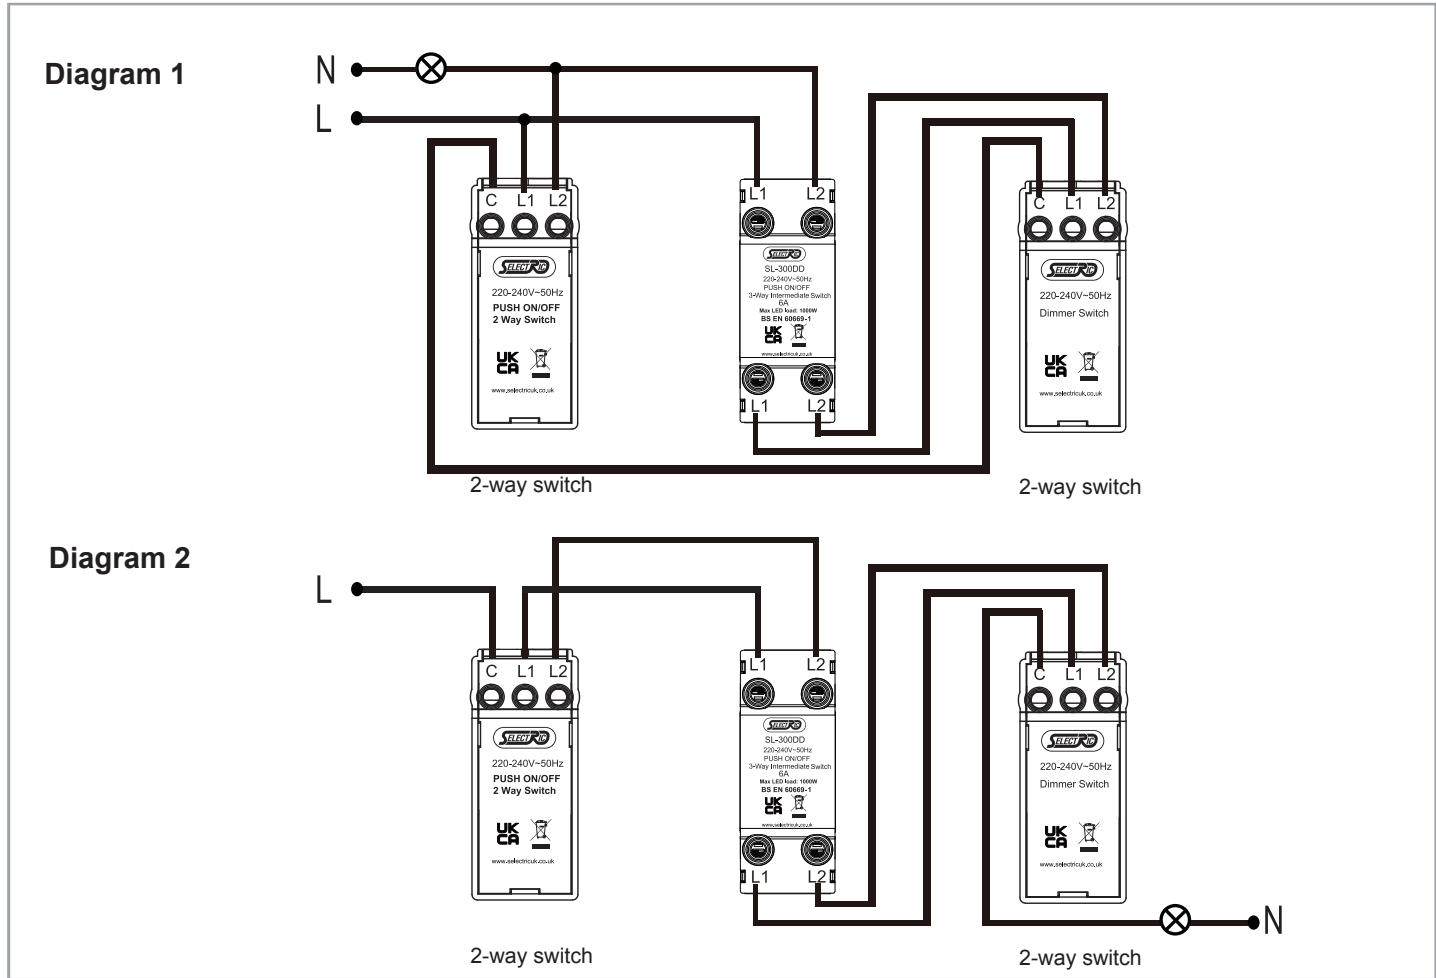 Diagram 1
N
L
C L1 L2
SELECTRIC
220-240V~50Hz
PUSH ON/OFF
2 Way Switch
UK
CA
www.selectricuk.co.uk
2-way switch
L1 L2
SELECTRIC
SL-300DD
220-240V~50Hz
PUSH ON/OFF
3-Way Intermediate Switch
6A
Max LED load: 1000W
BS EN 60669-1
UK
CA
www.selectricuk.co.uk
L1 L2
C L1 L2
SELECTRIC
220-240V~50Hz
Dimmer Switch
UK
CA
www.selectricuk.co.uk
2-way switch
Diagram 2
L
C L1 L2
SELECTRIC
220-240V~50Hz
PUSH ON/OFF
2 Way Switch
UK
CA
www.selectricuk.co.uk
2-way switch
L1 L2
SELECTRIC
SL-300DD
220-240V~50Hz
PUSH ON/OFF
3-Way Intermediate Switch
6A
Max LED load: 1000W
BS EN 60669-1
UK
CA
www.selectricuk.co.uk
L1 L2
C L1 L2
SELECTRIC
220-240V~50Hz
Dimmer Switch
UK
CA
www.selectricuk.co.uk
N
2-way switch